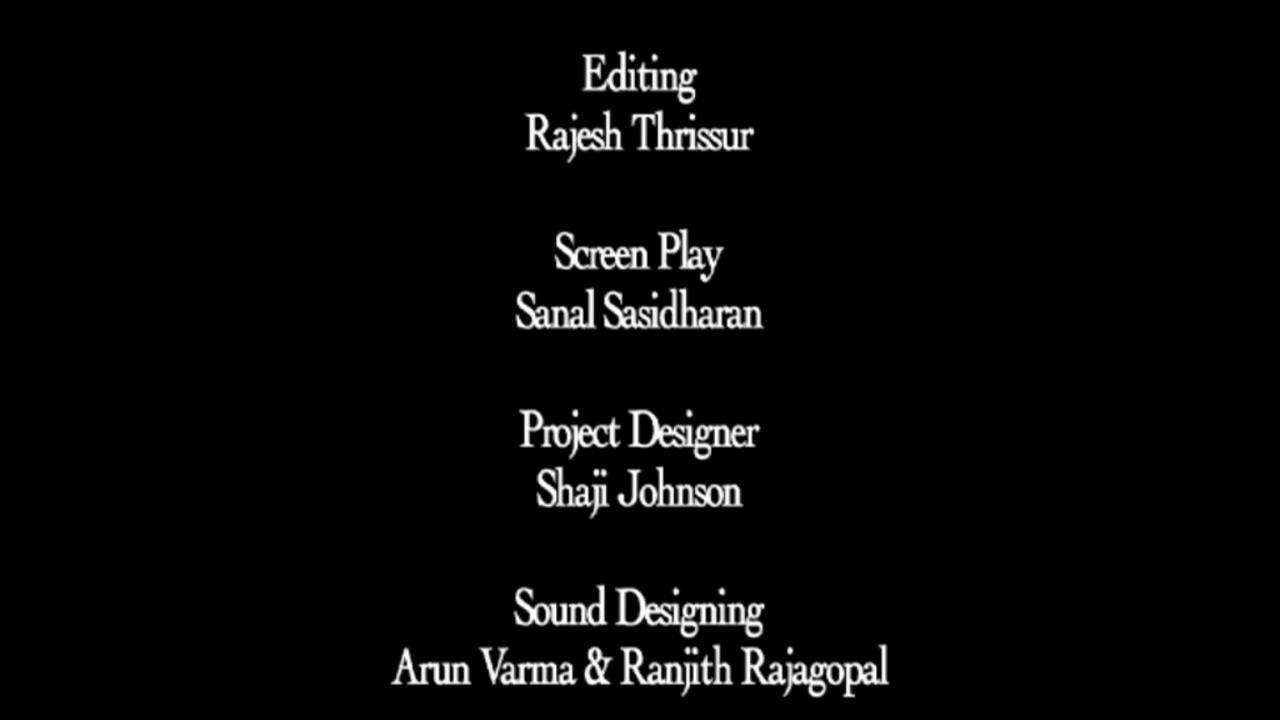 Editing
Rajesh Thrissur
Screen Play
Sanal Sasidharan
Project Designer
Shaji Johnson
Sound Designing
Arun Varma & Ranjith Rajagopal